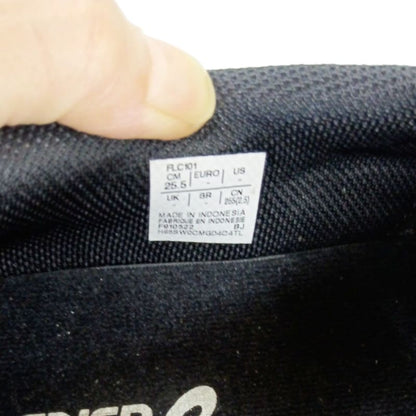 FLC101
CM EURO US
25.5 - -
UK BR CN
- - 255(2.5)
MADE IN INDONESIA
FABRIQUE EN INDONESIE
F910522 BJ